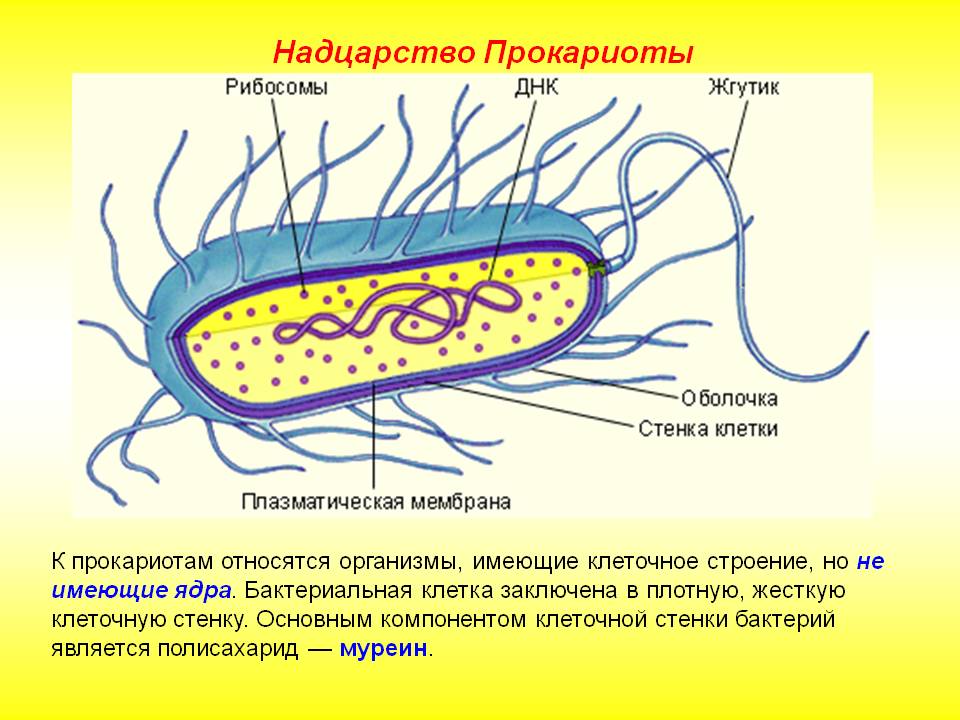 Надцарство Прокариоты
Рибосомы
ДНК
Жгутик
Оболочка
Стенка клетки
Плазматическая мембрана
К прокариотам относятся организмы, имеющие клеточное строение, но не
имеющие ядра. Бактериальная клетка заключена в плотную, жесткую
клеточную стенку. Основным компонентом клеточной стенки бактерий
является полисахарид — муреин.